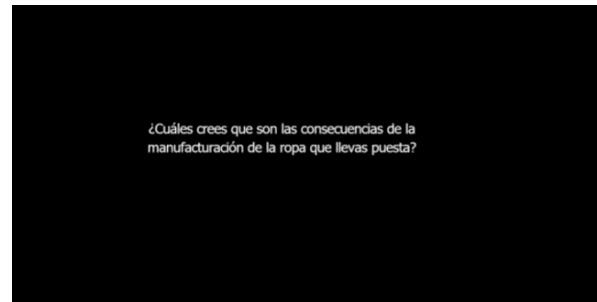 ¿Cuáles crees que son las consecuencias de la
manufacturación de la ropa que llevas puesta?